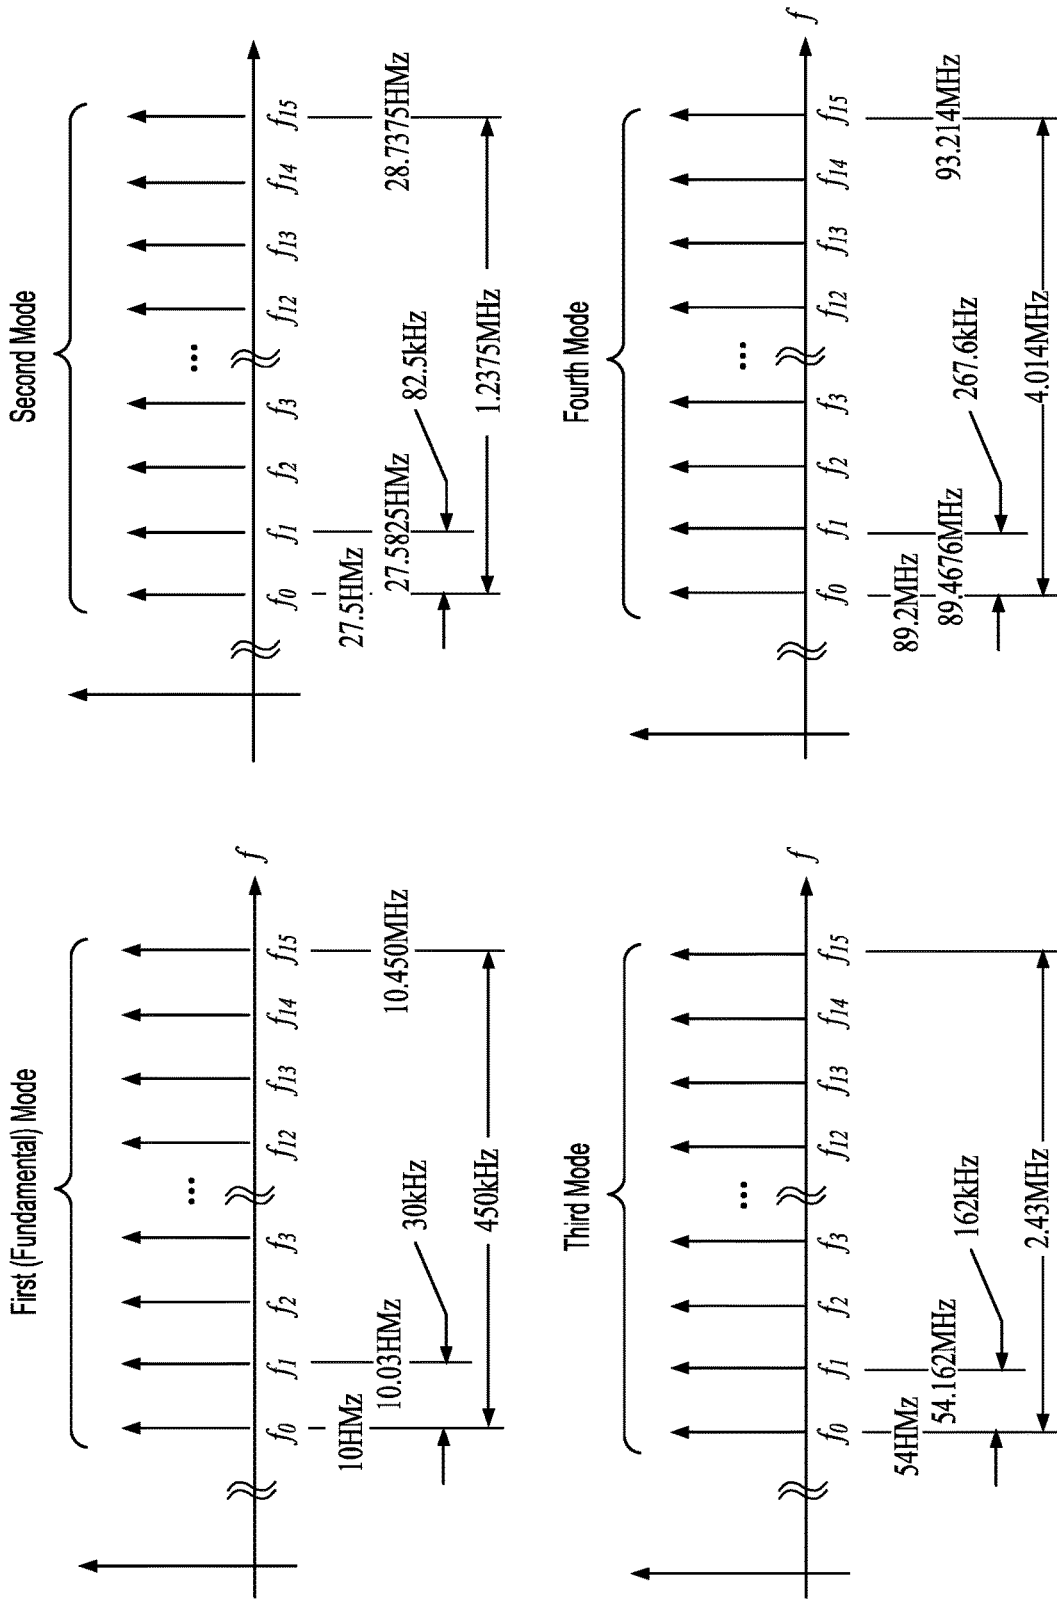 First (Fundamental) Mode
...
f
f0 f1 f2 f3 f12 f13 f14 f15
10HMz
10.03HMz
10.450MHz
30kHz
450kHz
Second Mode
...
f0 f1 f2 f3 f12 f13 f14 f15
27.5HMz
27.5825HMz
28.7375HMz
82.5kHz
1.2375MHz
Third Mode
...
f
f0 f1 f2 f3 f12 f13 f14 f15
54HMz
54.162MHz
162kHz
2.43MHz
Fourth Mode
...
f
f0 f1 f2 f3 f12 f13 f14 f15
89.2MHz
89.4676MHz
93.214MHz
267.6kHz
4.014MHz